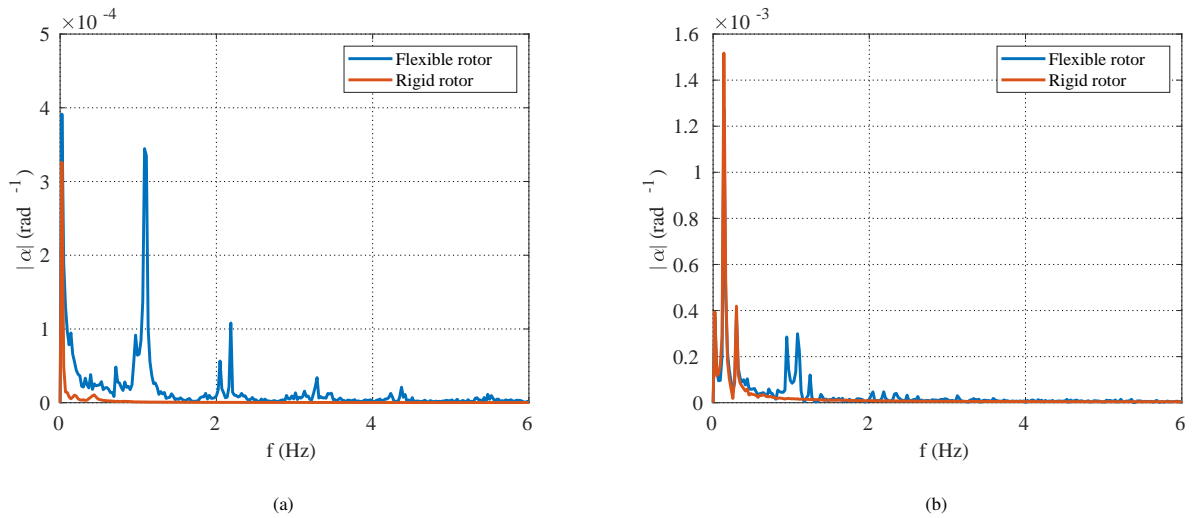 ×10 -4
5
4
3
2
1
0
0 2 4 6
|α| (rad -1)
f (Hz)
Flexible rotor
Rigid rotor
(a)
×10 -3
1.6
1.4
1.2
1
0.8
0.6
0.4
0.2
0
0 2 4 6
|α| (rad -1)
f (Hz)
Flexible rotor
Rigid rotor
(b)